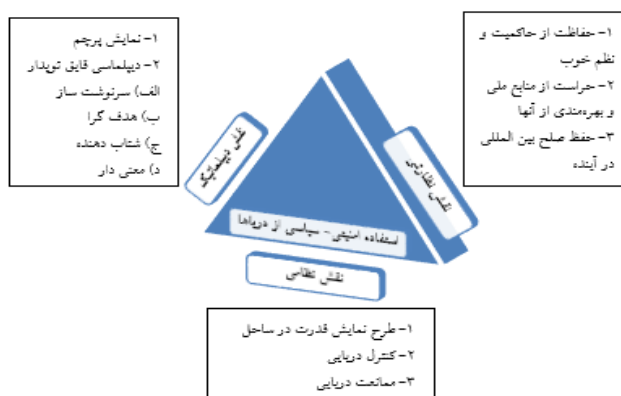 ۱- حفاظت از حاکمیت و
نظم خوب
۲- حراست از منابع ملی
و بهره‌مندی از آنها
۳- حفظ صلح بین المللی
در آینده
۱- نمایش پرچم
۲- دیپلماسی قایق توپدار
الف) سرنوشت ساز
ب) هدف گرا
ج) شتاب دهنده
د) معنی دار
نقش نظارتی
نقش دیپلماتیک
استفاده امنیتی- سیاسی از دریاها
نقش نظامی
۱- طرح نمایش قدرت در ساحل
۲- کنترل دریایی
۳- ممانعت دریایی